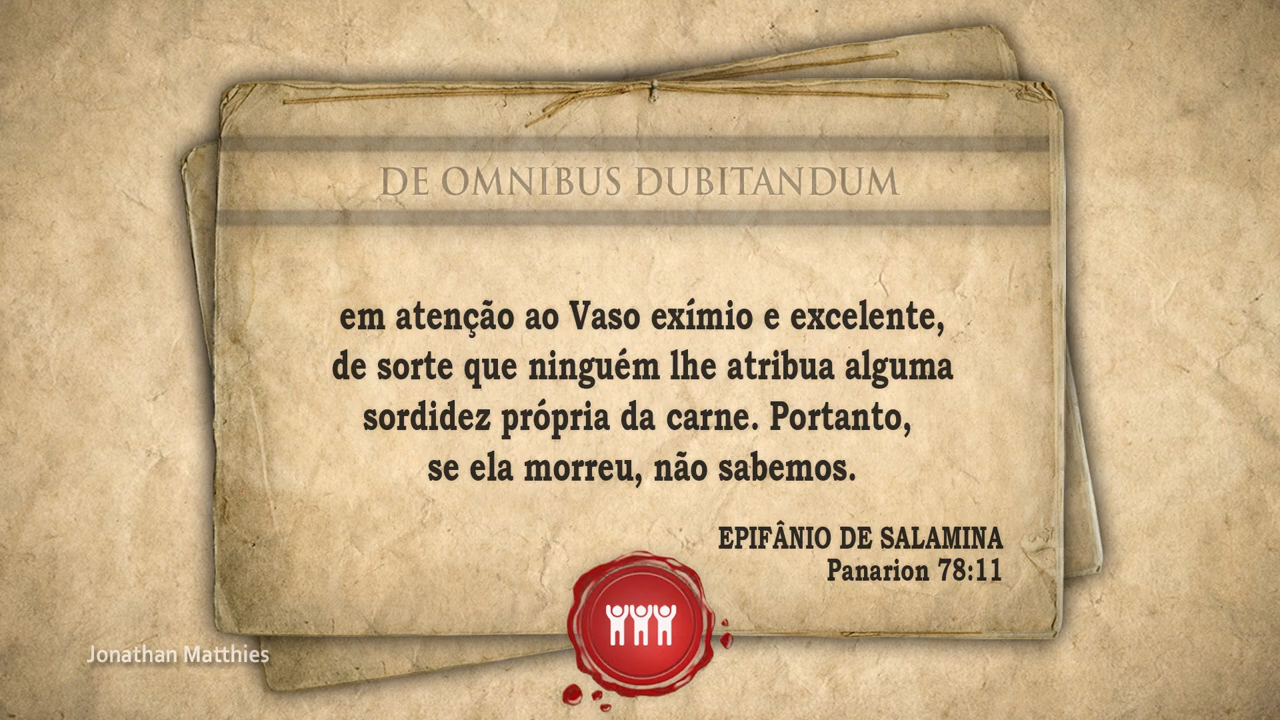 DE OMNIBUS DUBITANDUM
em atenção ao Vaso exímio e excelente,
de sorte que ninguém lhe atribua alguma
sordidez própria da carne. Portanto,
se ela morreu, não sabemos.
EPIFÂNIO DE SALAMINA
Panarion 78:11
Jonathan Matthies